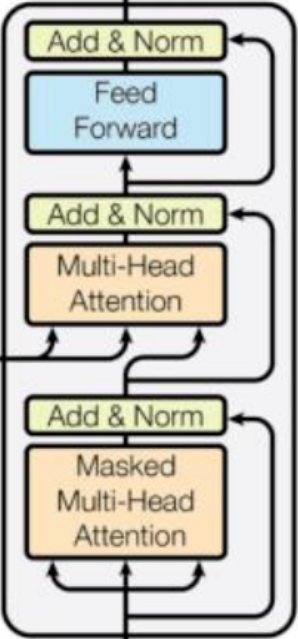 Add & Norm
Feed
Forward
Add & Norm
Multi-Head
Attention
Add & Norm
Masked
Multi-Head
Attention